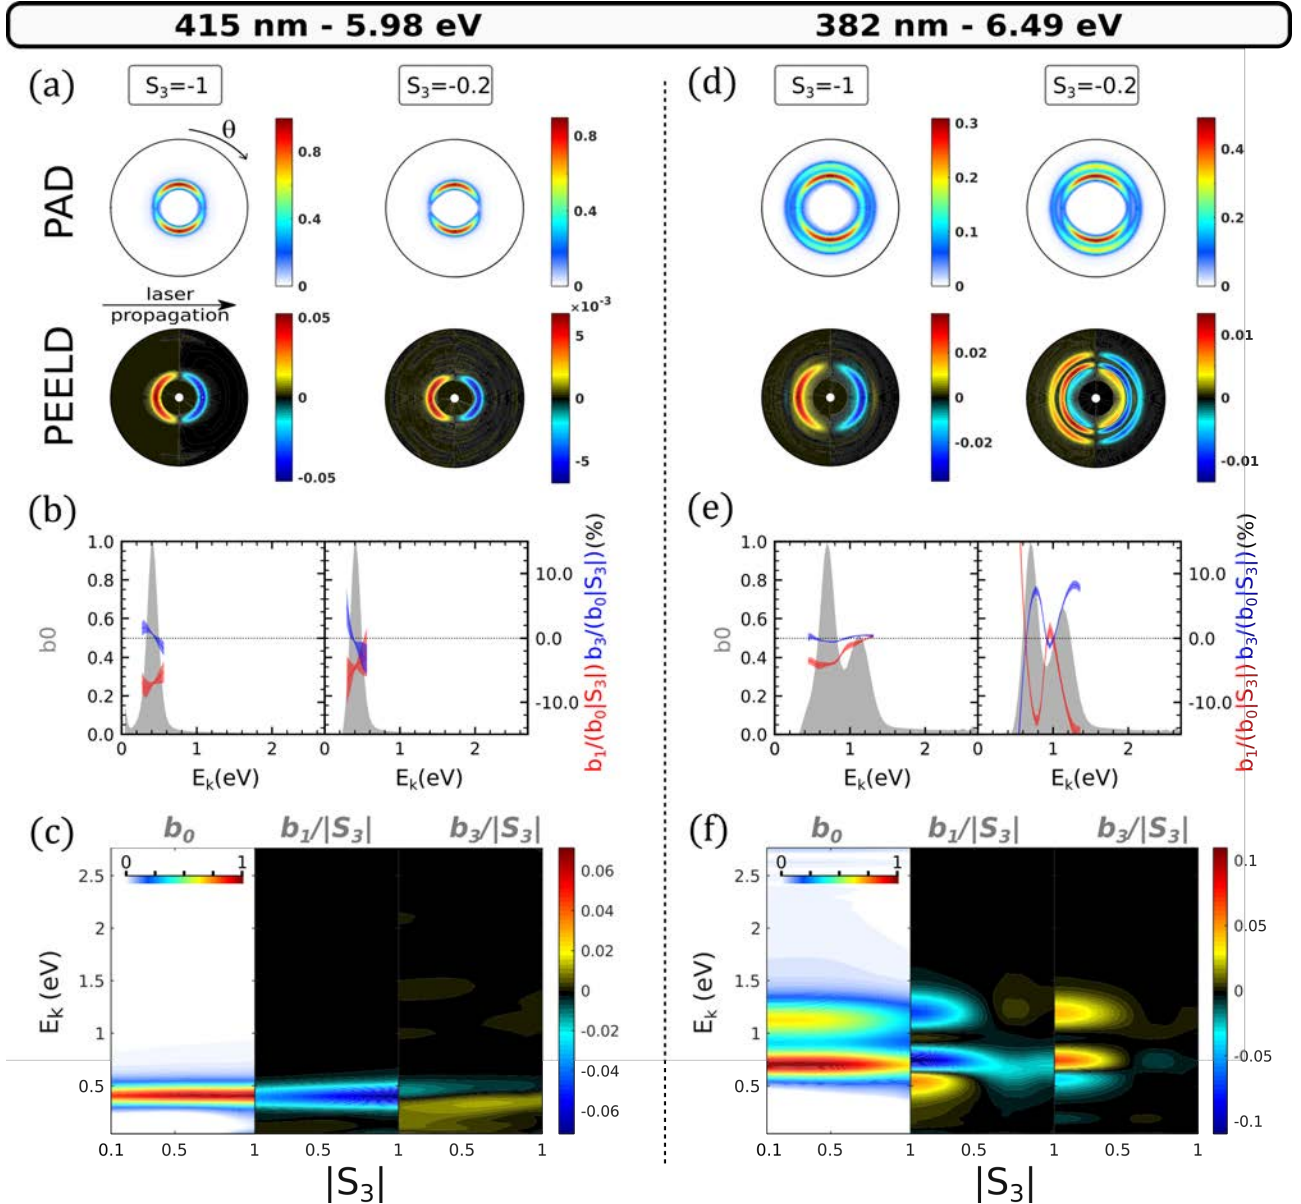 415 nm - 5.98 eV 382 nm - 6.49 eV
(a) S₃=-1 S₃=-0.2 (d) S₃=-1 S₃=-0.2
θ
PAD
0.8 0.8 0.3 0.4
0.4 0.4 0.2 0.2
0.1
0 0 0 0
laser
propagation
PEELD
0.05 ×10⁻³ 5 0.02 0.01
0 0 0 0
-0.05 -5 -0.02 -0.01
(b) (e)
b0 1.0 0.8 0.6 0.4 0.2 0.0
10.0 0.0 -10.0
b₁/(b₀|S₃|) b₃/(b₀|S₃|) (%)
0 1 2 0 1 2
E_k(eV) E_k(eV)
b0 1.0 0.8 0.6 0.4 0.2 0.0
10.0 0.0 -10.0
b₁/(b₀|S₃|) b₃/(b₀|S₃|) (%)
0 1 2 0 1 2
E_k(eV) E_k(eV)
(c) b₀ b₁/|S₃| b₃/|S₃|
0 1
E_k (eV)
2.5 2 1.5 1 0.5
0.06 0.04 0.02 0 -0.02 -0.04 -0.06
0.1 0.5 1 0.5 1 0.5 1
|S₃|
(f) b₀ b₁/|S₃| b₃/|S₃|
0 1
E_k (eV)
2.5 2 1.5 1 0.5
0.1 0.05 0 -0.05 -0.1
0.1 0.5 1 0.5 1 0.5 1
|S₃|